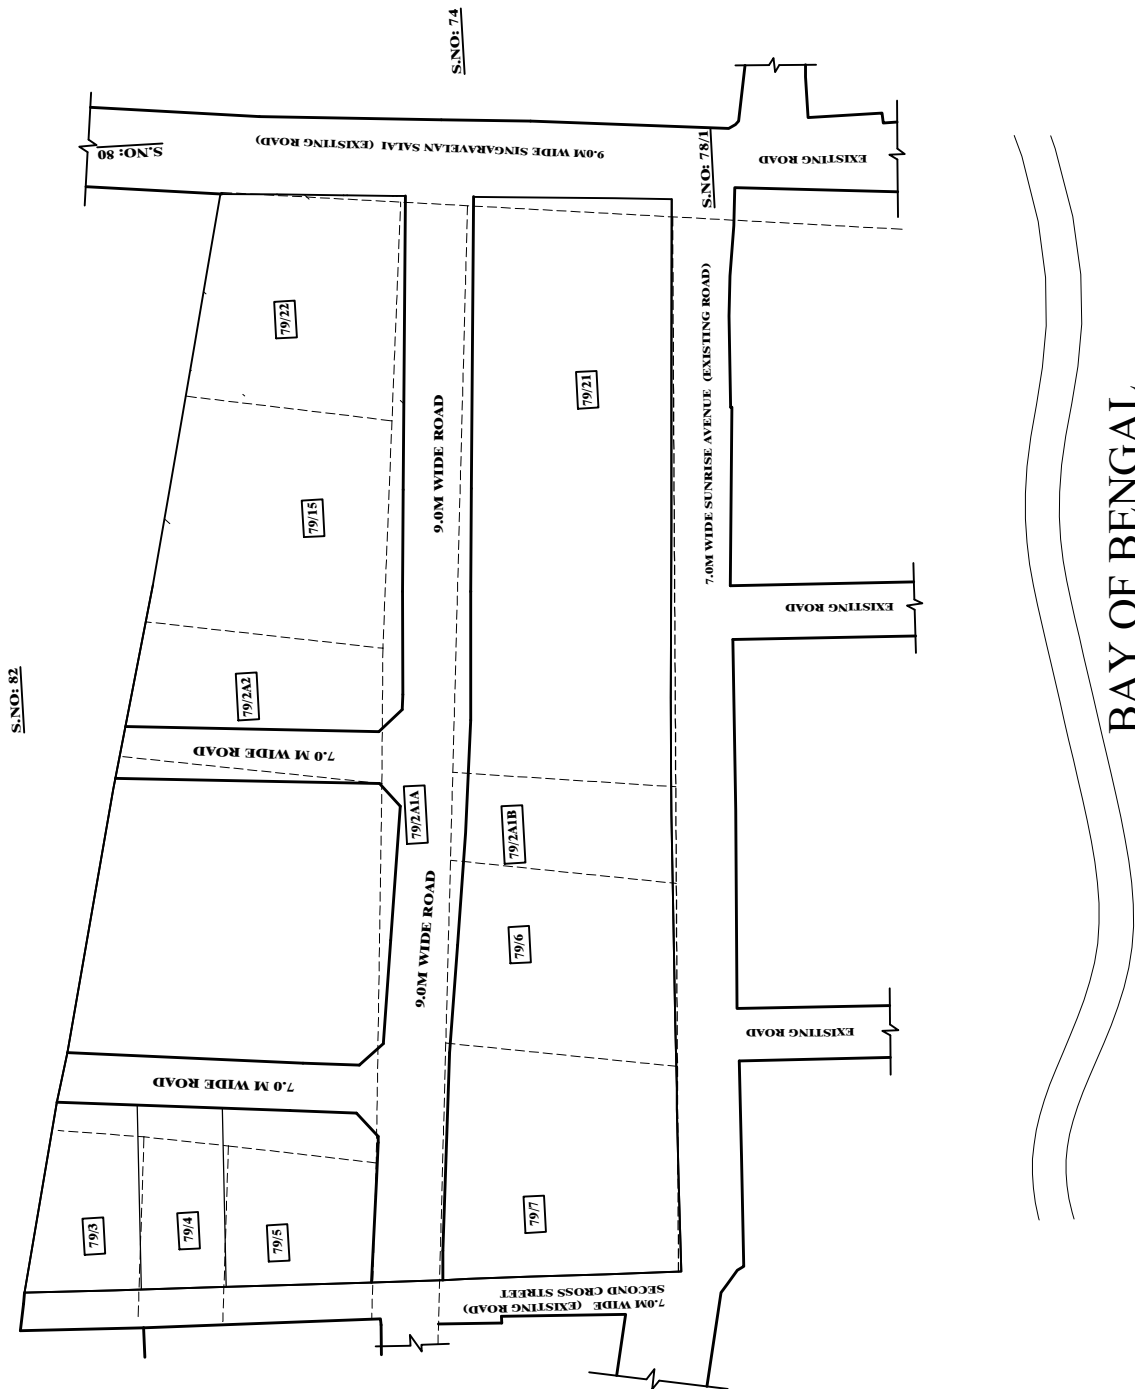 S.NO: 74
S.NO: 80
9.0M WIDE SINGARAVELAN SALAI (EXISTING ROAD)
S.NO: 78/1
EXISTING ROAD
79/22
79/21
7.0M WIDE SUNRISE AVENUE (EXISTING ROAD)
9.0M WIDE ROAD
79/15
BAY OF BENGAL
EXISTING ROAD
S.NO: 82
79/2A2
7.0 M WIDE ROAD
79/2A1A
79/2A1B
9.0M WIDE ROAD
79/6
EXISTING ROAD
7.0 M WIDE ROAD
79/3
79/4
79/5
79/7
7.0M WIDE (EXISTING ROAD)
SECOND CROSS STREET